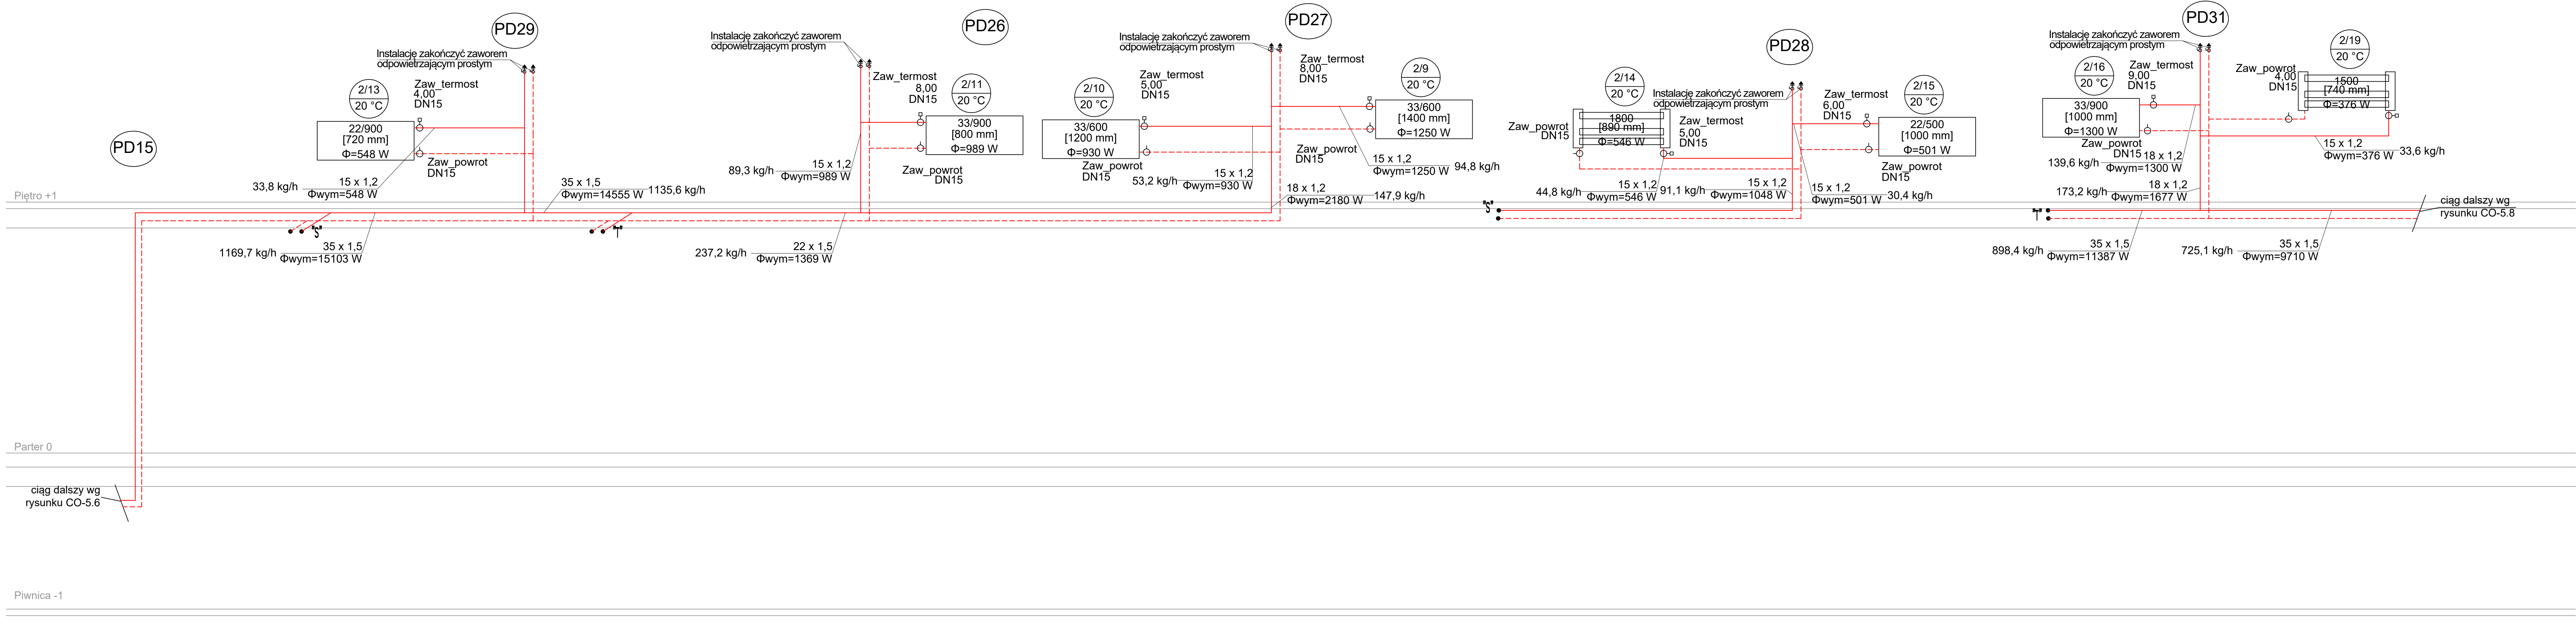 PD29
PD26
PD27
PD28
PD31
PD15
Instalację zakończyć zaworem
odpowietrzającym prostym
2/13
20 °C
Zaw_termost
4,00
DN15
22/900
[720 mm]
Φ=548 W
Zaw_powrot
DN15
33,8 kg/h
15 x 1,2
Φwym=548 W
35 x 1,5
Φwym=14555 W
1135,6 kg/h
"S"
1169,7 kg/h
35 x 1,5
Φwym=15103 W
"T"
Instalację zakończyć zaworem
odpowietrzającym prostym
Zaw_termost
8,00
DN15
2/11
20 °C
33/900
[800 mm]
Φ=989 W
Zaw_powrot
DN15
89,3 kg/h
15 x 1,2
Φwym=989 W
237,2 kg/h
22 x 1,5
Φwym=1369 W
Instalację zakończyć zaworem
odpowietrzającym prostym
2/10
20 °C
Zaw_termost
5,00
DN15
33/600
[1200 mm]
Φ=930 W
Zaw_powrot
DN15
53,2 kg/h
15 x 1,2
Φwym=930 W
Zaw_termost
8,00
DN15
2/9
20 °C
33/600
[1400 mm]
Φ=1250 W
Zaw_powrot
DN15
15 x 1,2
Φwym=1250 W
94,8 kg/h
18 x 1,2
Φwym=2180 W
147,9 kg/h
"S"
2/14
20 °C
Instalację zakończyć zaworem
odpowietrzającym prostym
1800
[890 mm]
Φ=546 W
Zaw_powrot
DN15
Zaw_termost
5,00
DN15
44,8 kg/h
15 x 1,2
Φwym=546 W
91,1 kg/h
15 x 1,2
Φwym=1048 W
Zaw_termost
6,00
DN15
2/15
20 °C
22/500
[1000 mm]
Φ=501 W
Zaw_powrot
DN15
15 x 1,2
Φwym=501 W
30,4 kg/h
"T"
Instalację zakończyć zaworem
odpowietrzającym prostym
2/16
20 °C
Zaw_termost
9,00
DN15
33/900
[1000 mm]
Φ=1300 W
Zaw_powrot
DN15
139,6 kg/h
18 x 1,2
Φwym=1300 W
173,2 kg/h
18 x 1,2
Φwym=1677 W
2/19
20 °C
Zaw_powrot
4,00
DN15
1500
[740 mm]
Φ=376 W
15 x 1,2
Φwym=376 W
33,6 kg/h
898,4 kg/h
35 x 1,5
Φwym=11387 W
725,1 kg/h
35 x 1,5
Φwym=9710 W
ciąg dalszy wg
rysunku CO-5.8
Piętro +1
Parter 0
ciąg dalszy wg
rysunku CO-5.6
Piwnica -1